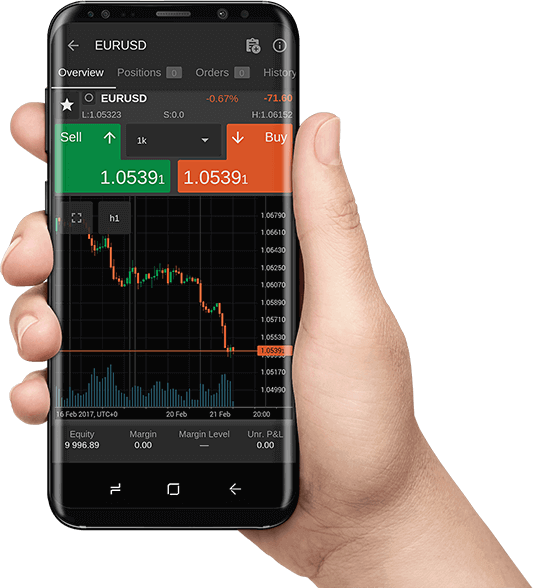 EURUSD
Overview Positions 0 Orders 0 History
EURUSD -0.67% -71.60
L:1.05323 S:0.0 H:1.06152
Sell 1k Buy
1.05391 1.05391
h1
1.06790
1.06610
1.06430
1.06250
1.06070
1.05890
1.05710
1.05530
1.05391
1.05170
1.04990
16 Feb 2017, UTC+0 20 Feb 21 Feb 20:00
Equity Margin Margin Level Unr. P&L
9 996.89 0.00 — 0.00